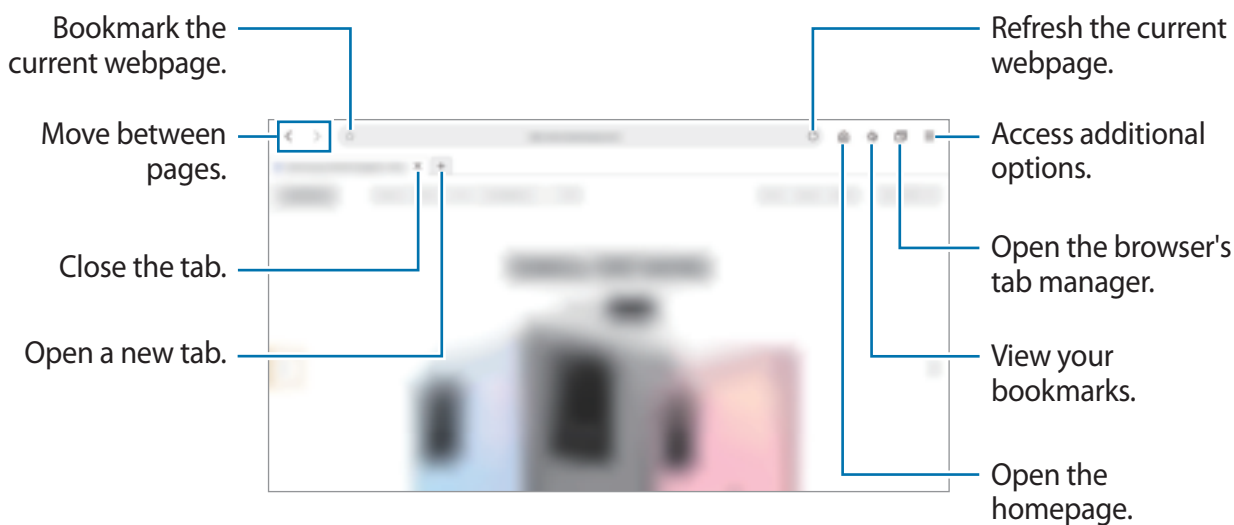 Bookmark the
current webpage.
Move between
pages.
Close the tab.
Open a new tab.
Refresh the current
webpage.
Access additional
options.
Open the browser's
tab manager.
View your
bookmarks.
Open the
homepage.